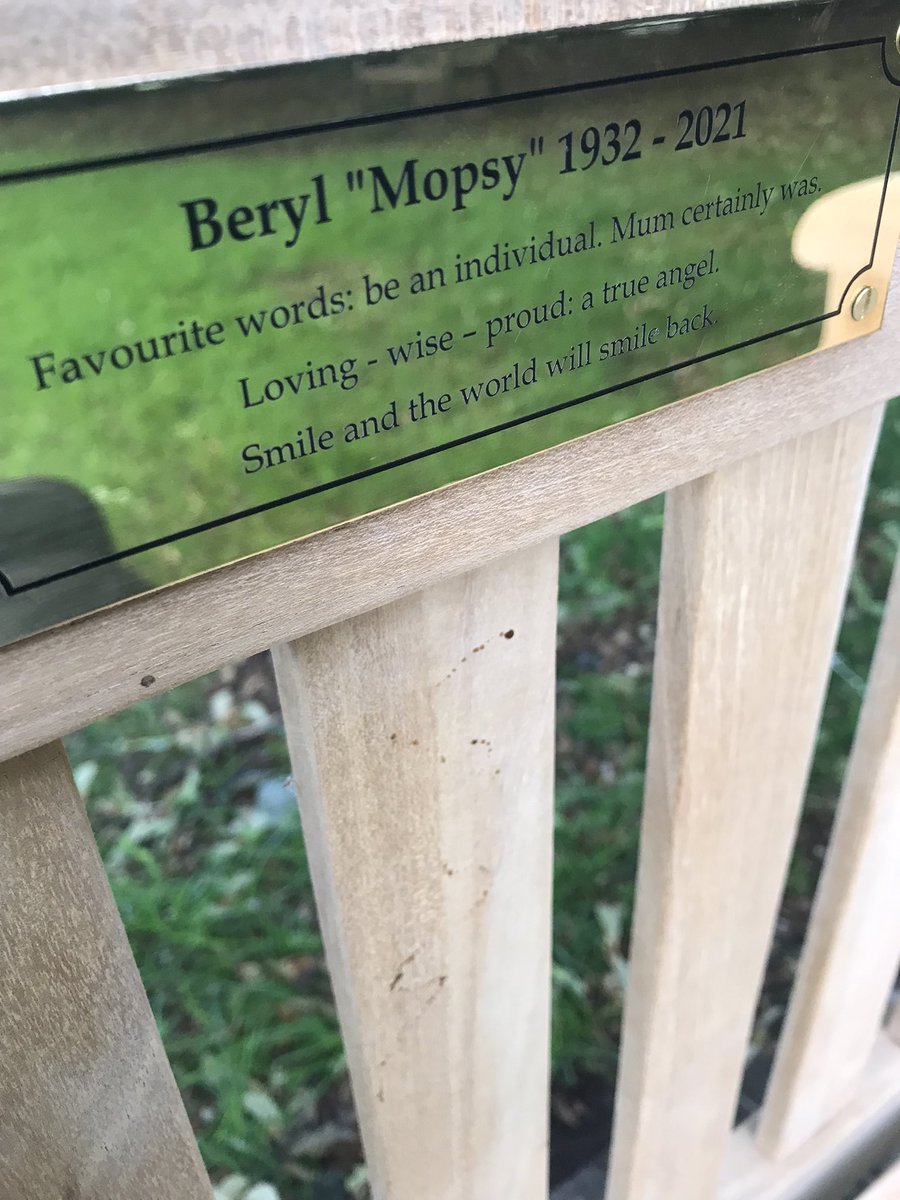 Beryl "Mopsy" 1932 - 2021
Favourite words: be an individual. Mum certainly was.
Loving - wise – proud: a true angel.
Smile and the world will smile back.